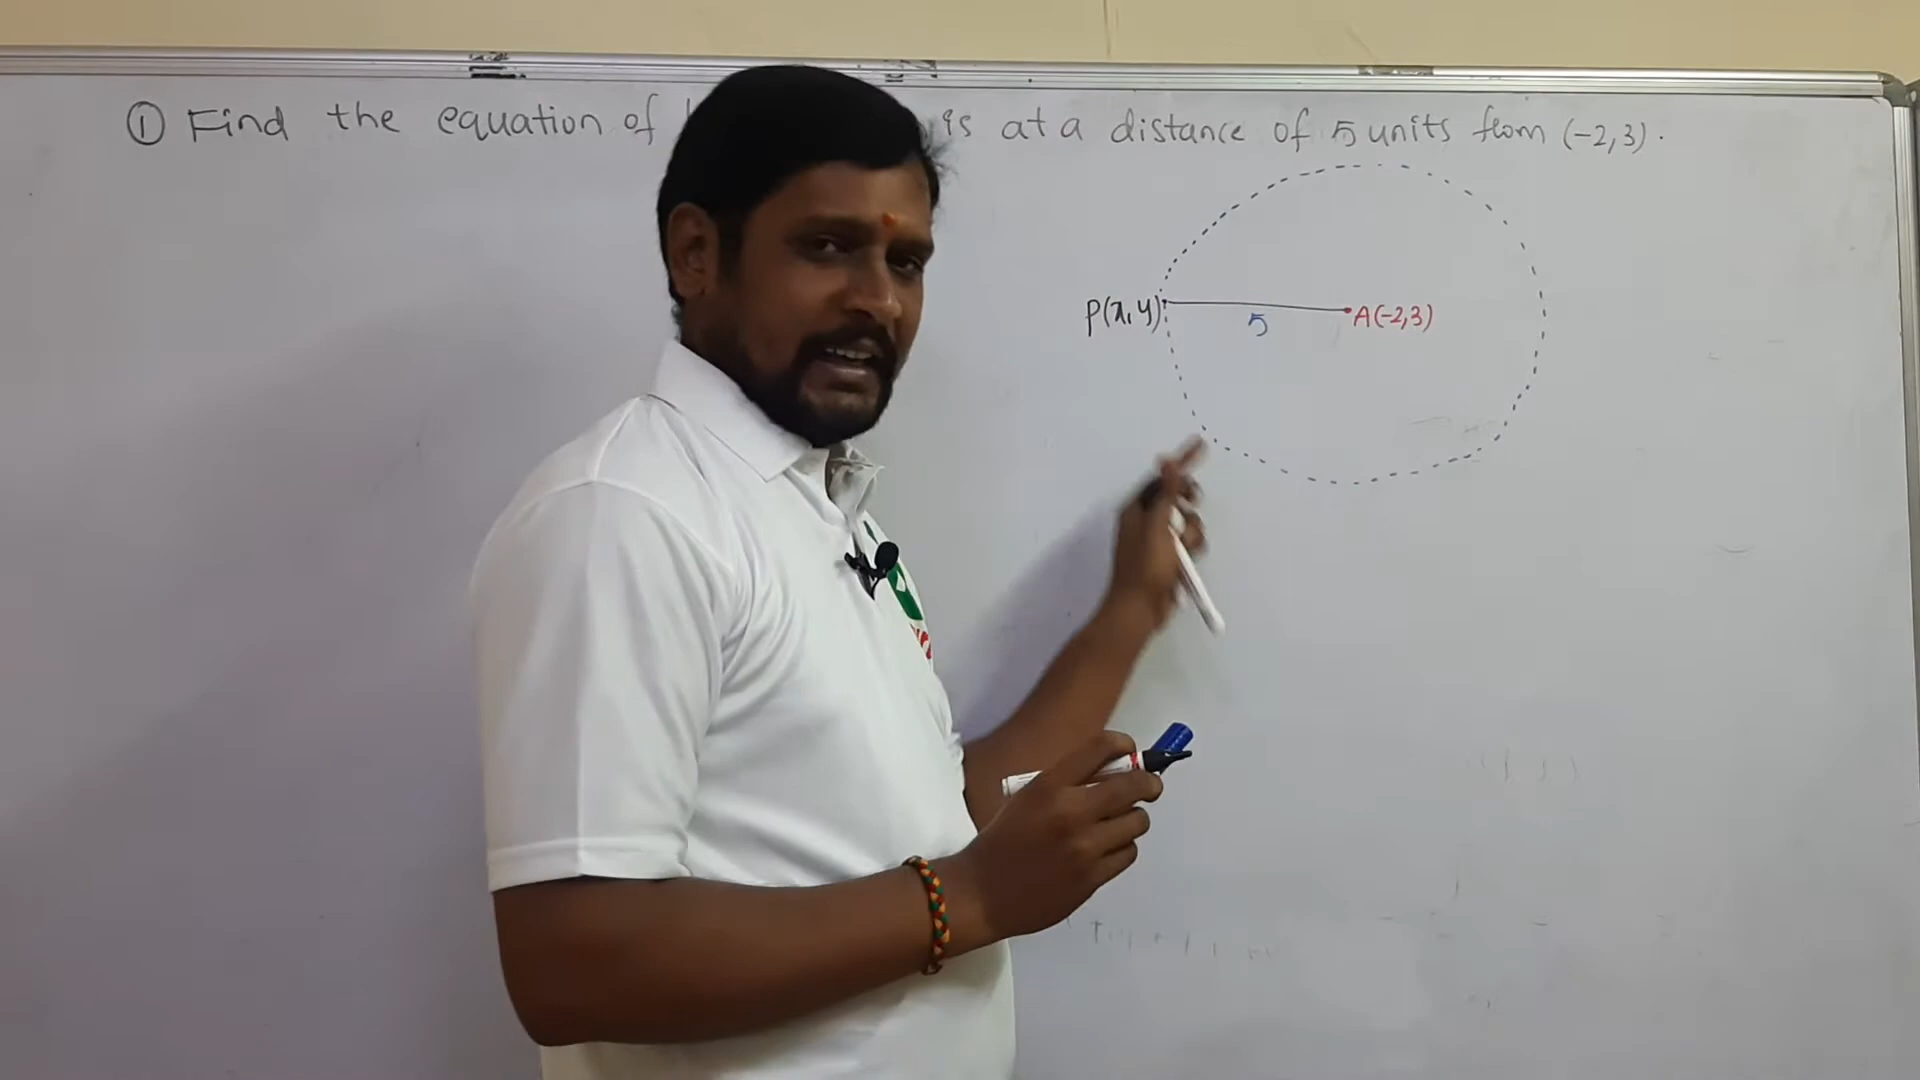 ① Find the equation of is at a distance of 5 units from (-2,3).
P(x,y) 5 A(-2,3)